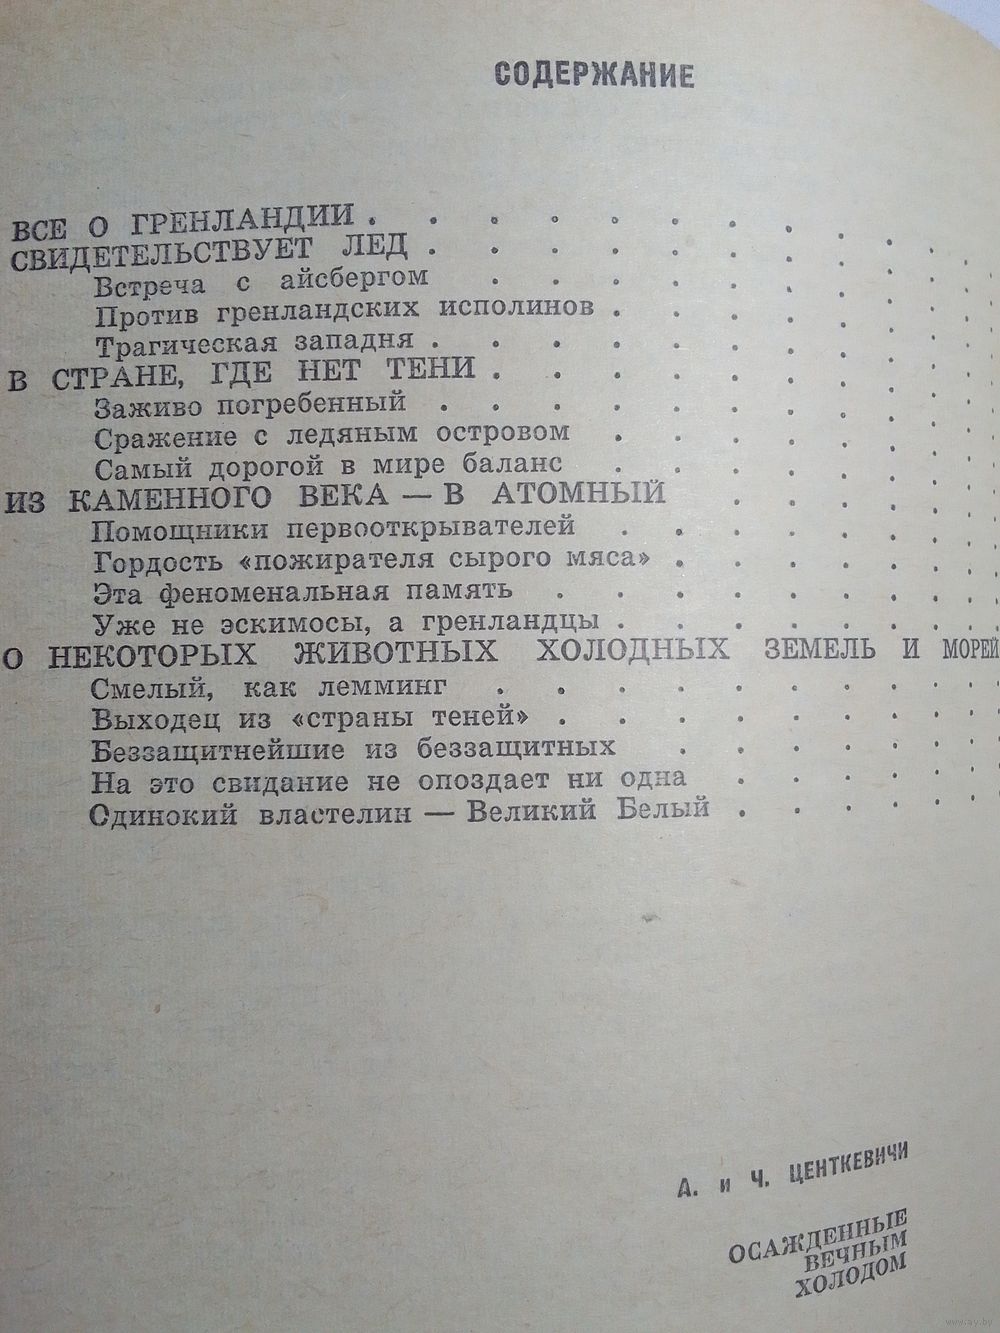 СОДЕРЖАНИЕ
ВСЕ О ГРЕНЛАНДИИ . . . . . . . . . . .
СВИДЕТЕЛЬСТВУЕТ ЛЕД . . . . . . . . . .
Встреча с айсбергом . . . . . . . . .
Против гренландских исполинов . . . . . . .
Трагическая западня . . . . . . . . . .
В СТРАНЕ, ГДЕ НЕТ ТЕНИ . . . . . . . . .
Заживо погребенный . . . . . . . . . .
Сражение с ледяным островом . . . . . . .
Самый дорогой в мире баланс . . . . . . .
ИЗ КАМЕННОГО ВЕКА — В АТОМНЫЙ . . . . .
Помощники первооткрывателей . . . . . . .
Гордость «пожирателя сырого мяса» . . . . . .
Эта феноменальная память . . . . . . . .
Уже не эскимосы, а гренландцы . . . . . . .
О НЕКОТОРЫХ ЖИВОТНЫХ ХОЛОДНЫХ ЗЕМЕЛЬ И МОРЕЙ
Смелый, как лемминг . . . . . . . . .
Выходец из «страны теней» . . . . . . . .
Беззащитнейшие из беззащитных . . . . . .
На это свидание не опоздает ни одна . . . . .
Одинокий властелин — Великий Белый . . . . .
А. и Ч. ЦЕНТКЕВИЧИ
ОСАЖДЕННЫЕ
ВЕЧНЫМ
ХОЛОДОМ
www.ay.by